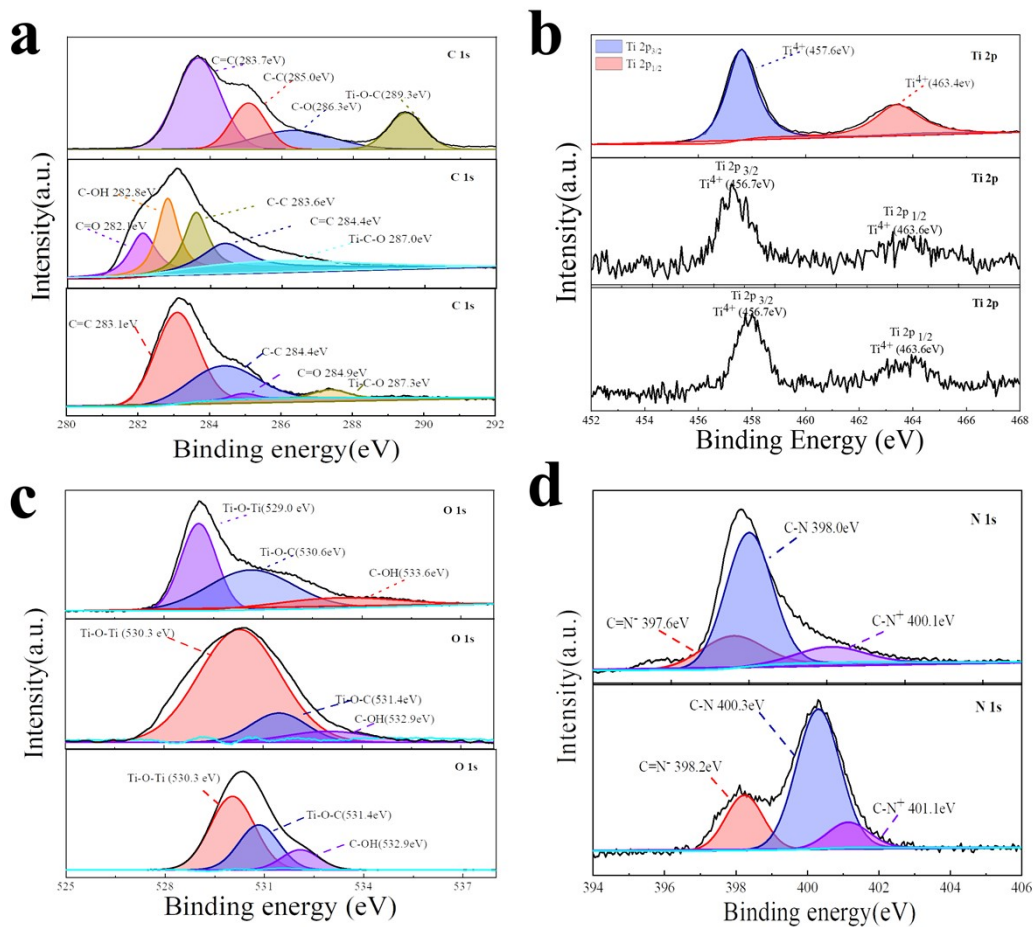 a
C 1s
C=C(283.7eV)
C-C(285.0eV)
C-O(286.3eV)
Ti-O-C(289.3eV)
C 1s
C-OH 282.8eV
C=O 282.1eV
C-C 283.6eV
C=C 284.4eV
Ti-C-O 287.0eV
C 1s
C=C 283.1eV
C-C 284.4eV
C=O 284.9eV
Ti-C-O 287.3eV
Intensity(a.u.)
280 282 284 286 288 290 292
Binding energy(eV)
b
Ti 2p3/2
Ti 2p1/2
Ti 2p
Ti4+(457.6eV)
Ti4+(463.4ev)
Ti 2p
Ti 2p 3/2
Ti4+ (456.7eV)
Ti 2p 1/2
Ti4+ (463.6eV)
Ti 2p
Ti 2p 3/2
Ti4+ (456.7eV)
Ti 2p 1/2
Ti4+ (463.6eV)
Intensity(a.u.)
452 454 456 458 460 462 464 466 468
Binding Energy (eV)
c
O 1s
Ti-O-Ti(529.0 eV)
Ti-O-C(530.6eV)
C-OH(533.6eV)
O 1s
Ti-O-Ti (530.3 eV)
Ti-O-C(531.4eV)
C-OH(532.9eV)
O 1s
Ti-O-Ti (530.3 eV)
Ti-O-C(531.4eV)
C-OH(532.9eV)
Intensity(a.u.)
525 528 531 534 537
Binding energy (eV)
d
N 1s
C-N 398.0eV
C=N- 397.6eV
C-N+ 400.1eV
N 1s
C-N 400.3eV
C=N- 398.2eV
C-N+ 401.1eV
Intensity(a.u.)
394 396 398 400 402 404 406
Binding energy(eV)